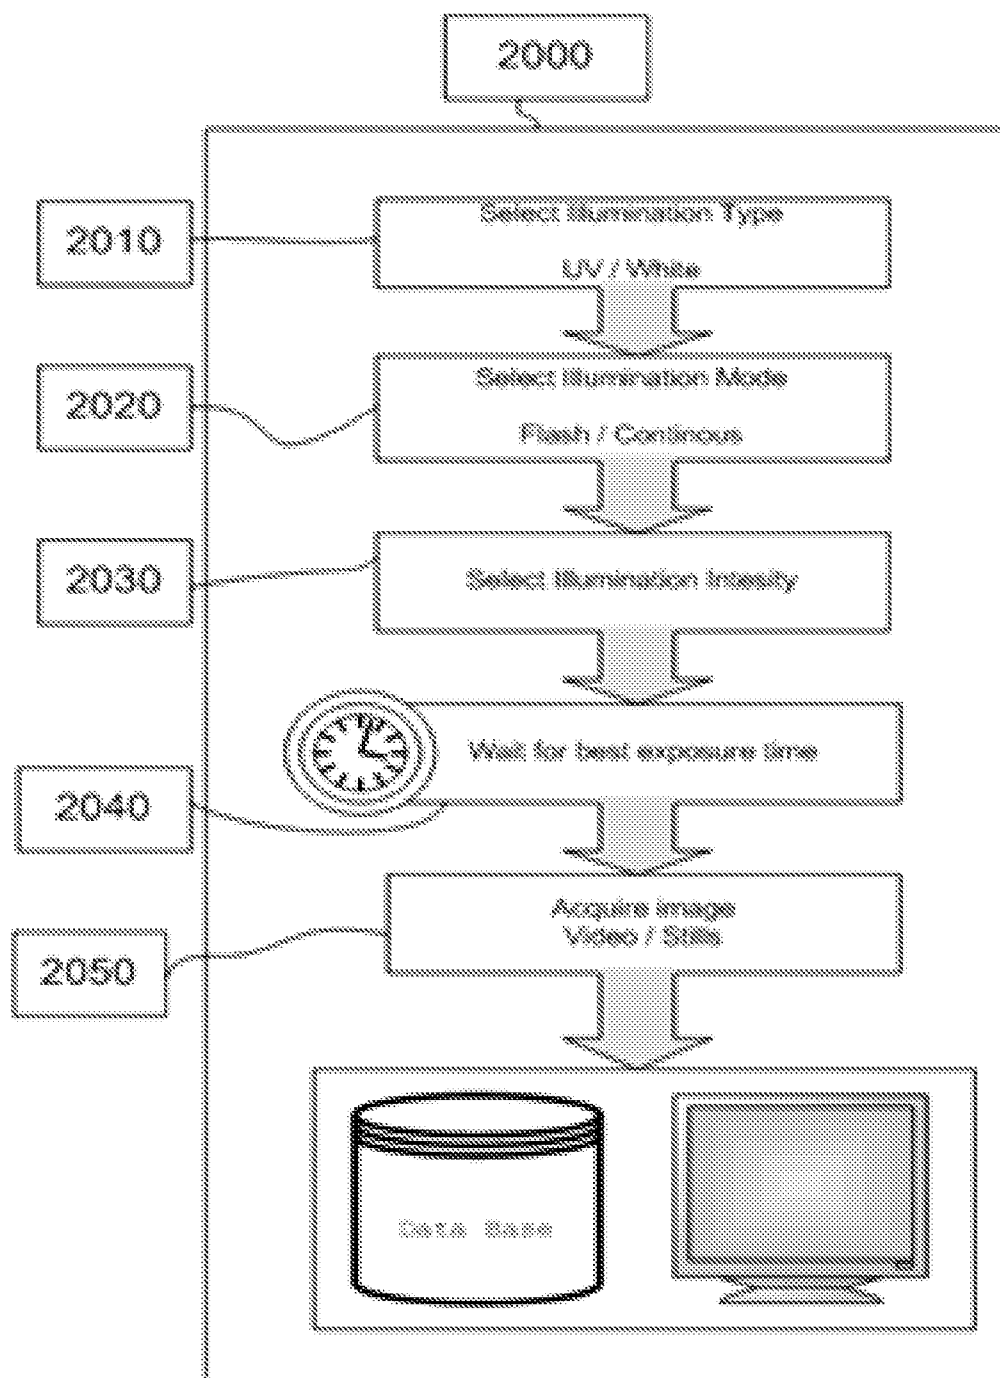 2000
2010
Select Illumination Type
UV / White
2020
Select Illumination Mode
Flash / Continous
2030
Select Illumination Intesity
2040
Wait for best exposure time
2050
Acquire image
Video / Stills
Data Base